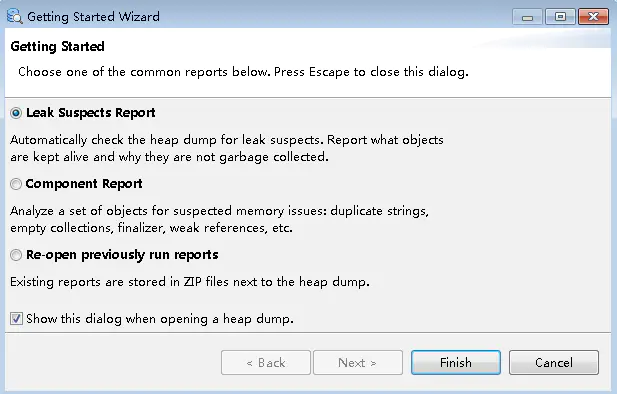 Getting Started Wizard
Getting Started
Choose one of the common reports below. Press Escape to close this dialog.
Leak Suspects Report
Automatically check the heap dump for leak suspects. Report what objects
are kept alive and why they are not garbage collected.
Component Report
Analyze a set of objects for suspected memory issues: duplicate strings,
empty collections, finalizer, weak references, etc.
Re-open previously run reports
Existing reports are stored in ZIP files next to the heap dump.
Show this dialog when opening a heap dump.
< Back Next > Finish Cancel